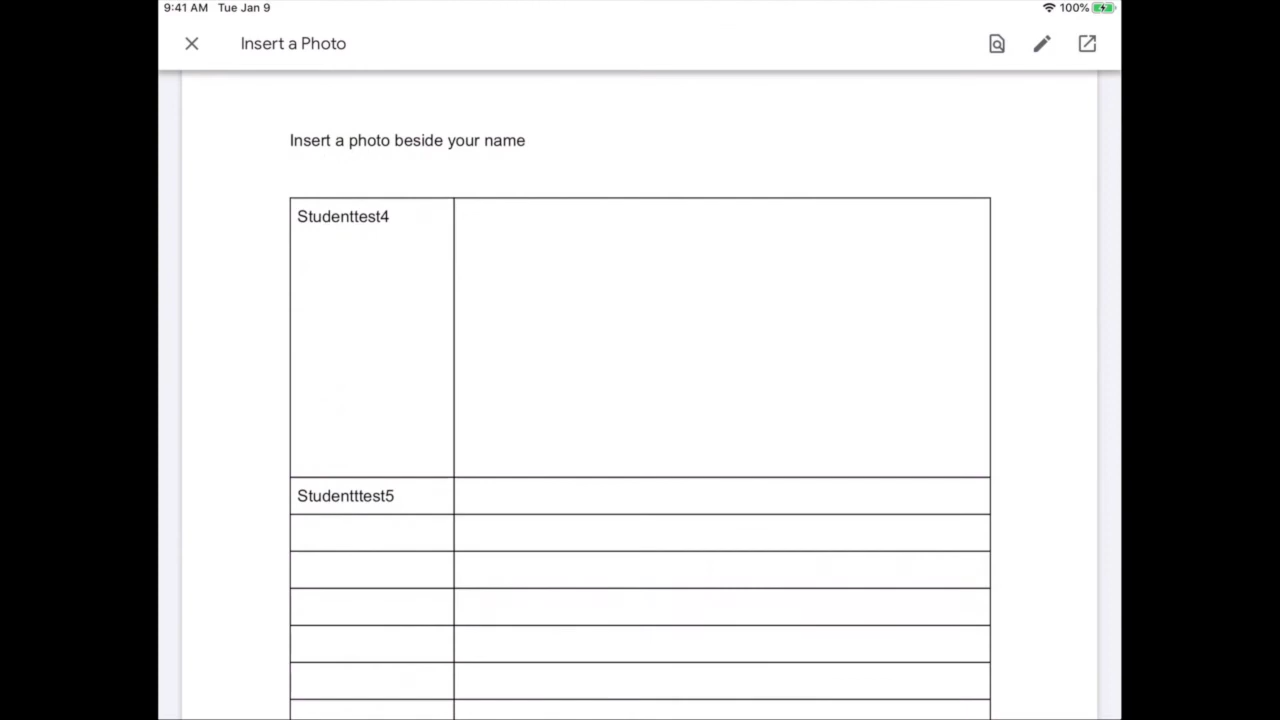 9:41 AM Tue Jan 9 100%
Insert a Photo
Insert a photo beside your name
Studenttest4
Studentttest5